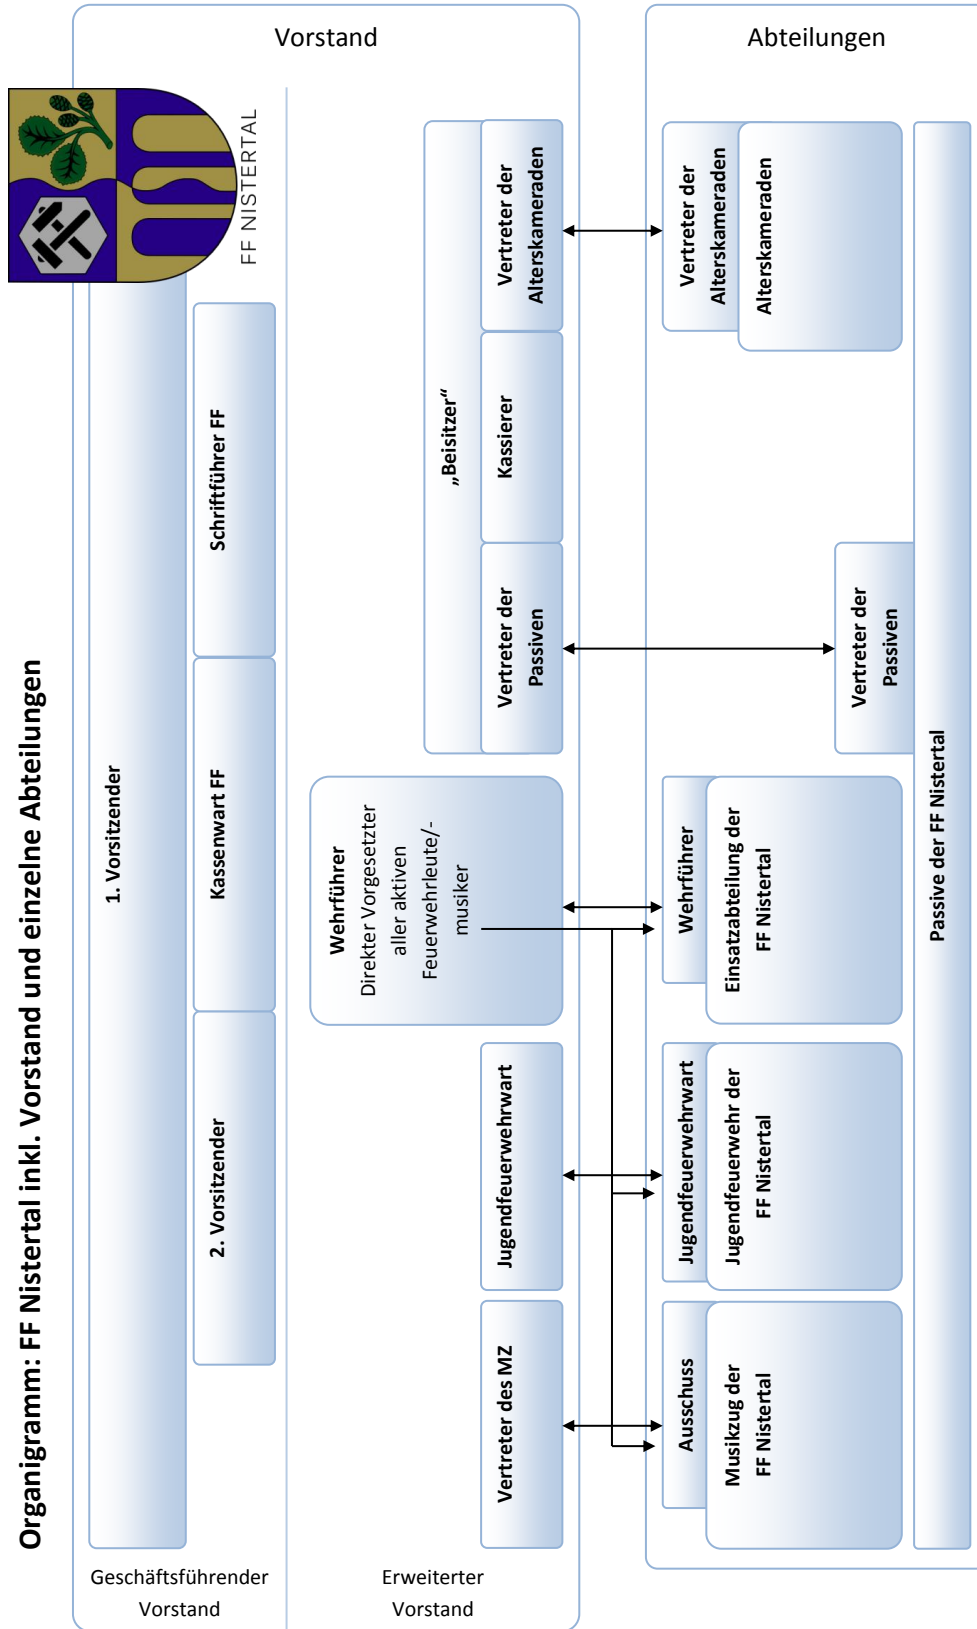 Organigramm: FF Nistertal inkl. Vorstand und einzelne Abteilungen
Vorstand
Geschäftsführender
Vorstand
1. Vorsitzender
2. Vorsitzender
Kassenwart FF
Schriftführer FF
FF NISTERTAL
Erweiterter
Vorstand
Vertreter des MZ
Jugendfeuerwehrwart
Wehrführer
Direkter Vorgesetzter
aller aktiven
Feuerwehrleute/-
musiker
„Beisitzer“
Vertreter der
Passiven
Kassierer
Vertreter der
Alterskameraden
Abteilungen
Ausschuss
Musikzug der
FF Nistertal
Jugendfeuerwehrwart
Jugendfeuerwehr der
FF Nistertal
Wehrführer
Einsatzabteilung der
FF Nistertal
Vertreter der
Passiven
Vertreter der
Alterskameraden
Alterskameraden
Passive der FF Nistertal